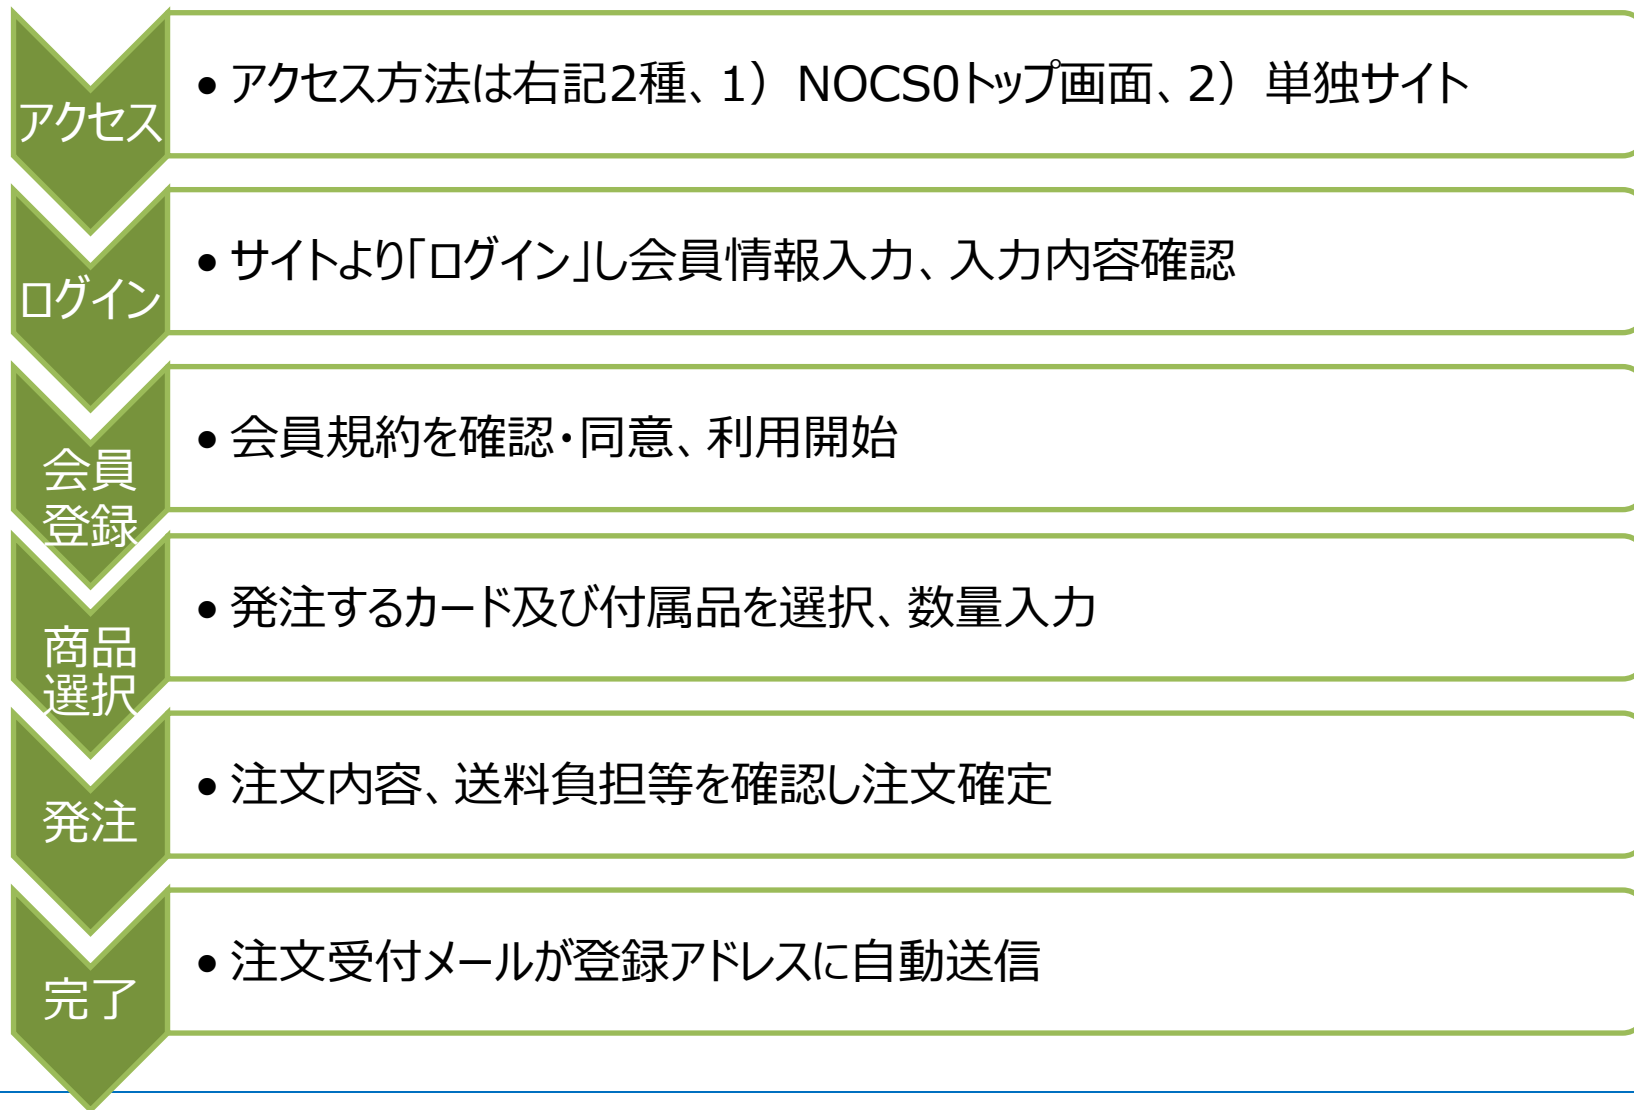 アクセス
• アクセス方法は右記2種、1）NOCS0トップ画面、2）単独サイト
ログイン
• サイトより「ログイン」し会員情報入力、入力内容確認
会員
登録
• 会員規約を確認・同意、利用開始
商品
選択
• 発注するカード及び付属品を選択、数量入力
発注
• 注文内容、送料負担等を確認し注文確定
完了
• 注文受付メールが登録アドレスに自動送信